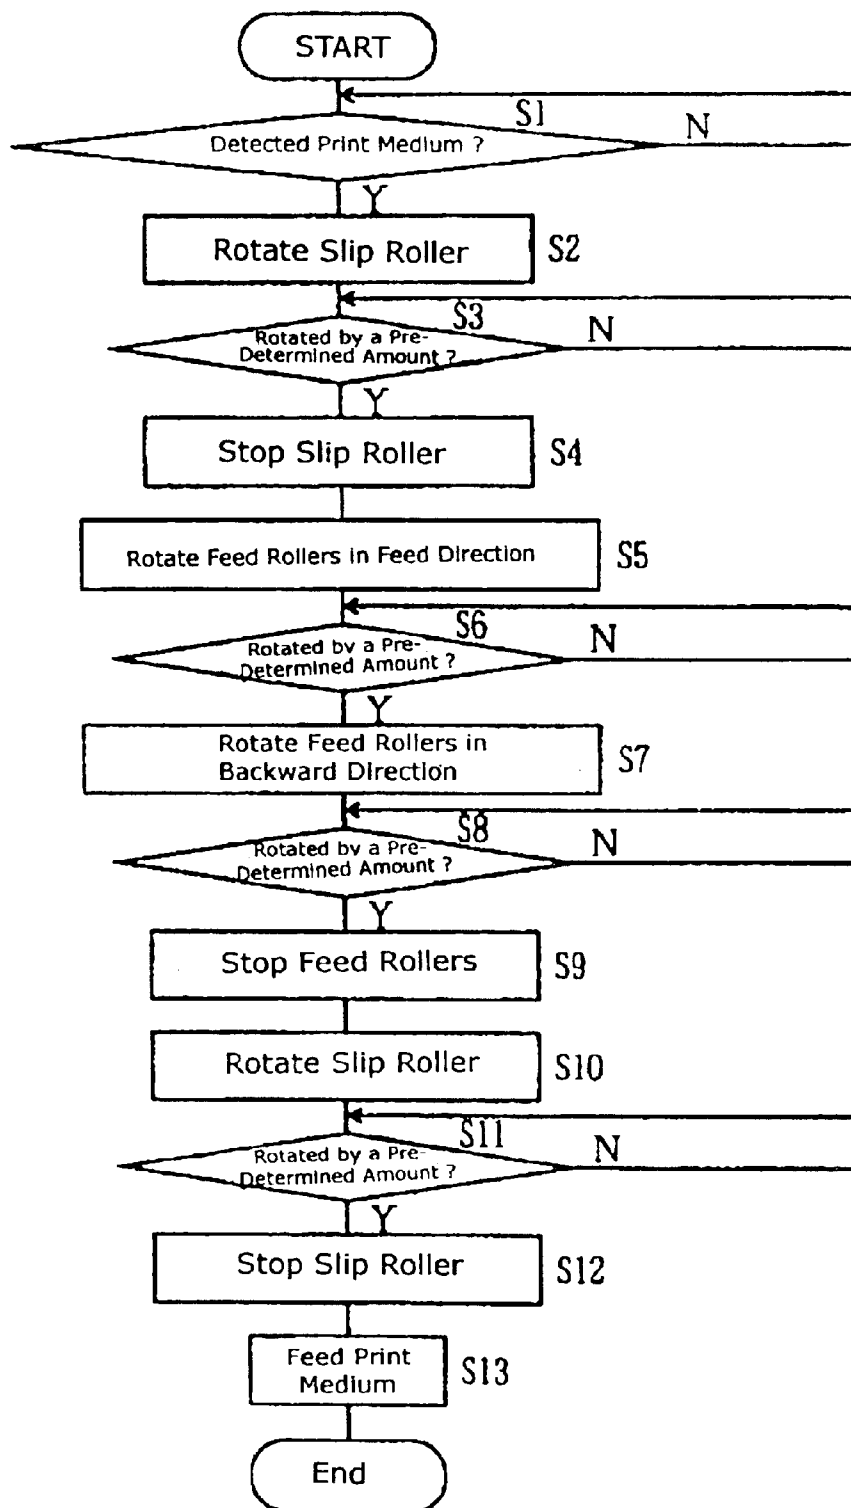 START
S1
N
Detected Print Medium ?
Y
Rotate Slip Roller
S2
S3
N
Rotated by a Pre-
Determined Amount ?
Y
Stop Slip Roller
S4
Rotate Feed Rollers in Feed Direction
S5
S6
N
Rotated by a Pre-
Determined Amount ?
Y
Rotate Feed Rollers in
Backward Direction
S7
S8
N
Rotated by a Pre-
Determined Amount ?
Y
Stop Feed Rollers
S9
Rotate Slip Roller
S10
S11
N
Rotated by a Pre-
Determined Amount ?
Y
Stop Slip Roller
S12
Feed Print
Medium
S13
End